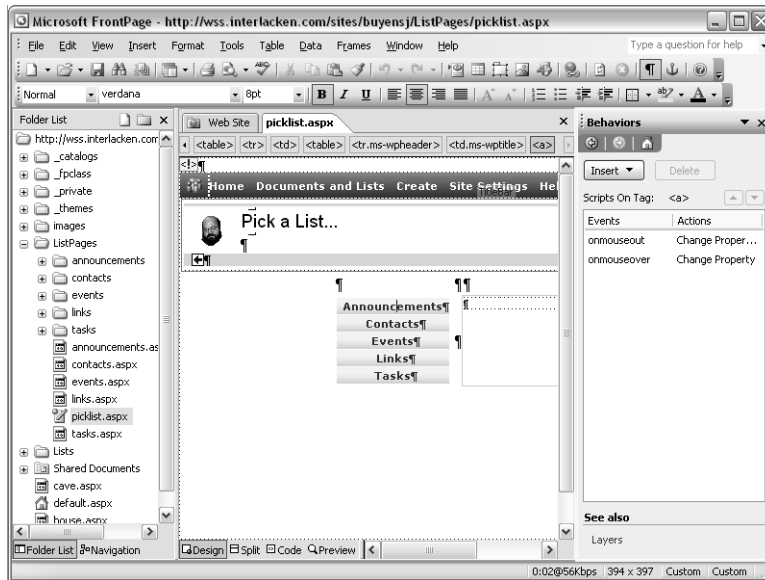 Microsoft FrontPage - http://wss.interlacken.com/sites/buyensj/ListPages/picklist.aspx
File Edit View Insert Format Tools Table Data Frames Window Help
Type a question for help
Normal verdana 8pt B I U
Folder List
Web Site picklist.aspx
Behaviors
http://wss.interlacken.com
<table> <tr> <td> <table> <tr.ms-wpheader> <td.ms-wptitle> <a>
_catalogs
_fpclass
_private
_themes
images
ListPages
announcements
contacts
events
links
tasks
announcements.as
contacts.aspx
events.aspx
links.aspx
picklist.aspx
tasks.aspx
Lists
Shared Documents
cave.aspx
default.aspx
house.aspx
Folder List Navigation
Home Documents and Lists Create Site Settings Hel
TitleBar
Pick a List...
¶
¶
¶ ¶¶
Announcements¶ ¶
Contacts¶
Events¶ ¶
Links¶
Tasks¶
Design Split Code Preview
Insert Delete
Scripts On Tag: <a>
Events Actions
onmouseout Change Proper...
onmouseover Change Property
See also
Layers
0:02@56Kbps 394 x 397 Custom Custom